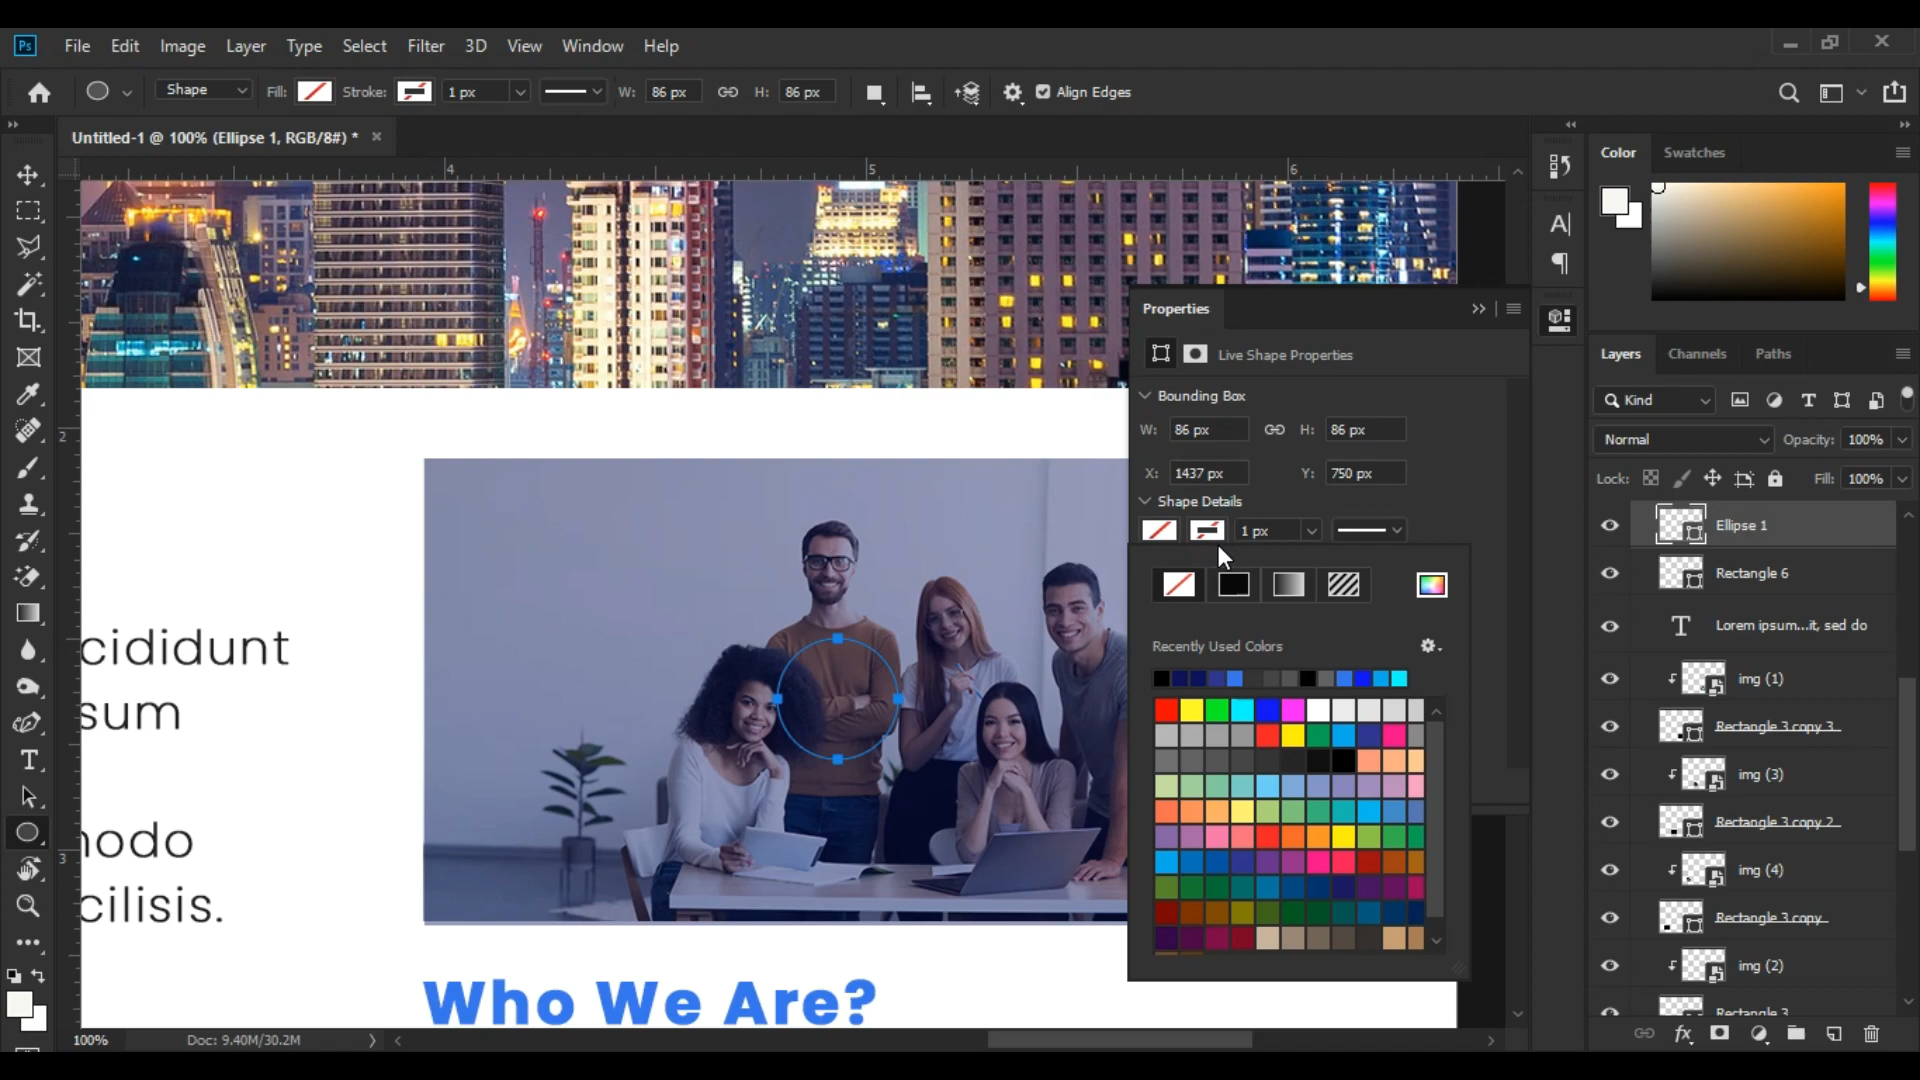 Ps File Edit Image Layer Type Select Filter 3D View Window Help
Shape Fill: Stroke: 1 px W: 86 px H: 86 px Align Edges
Untitled-1 @ 100% (Ellipse 1, RGB/8#) *
4 5 6
2
3
cididunt
sum
nodo
cilisis.
Who We Are?
T
100% Doc: 9.40M/30.2M
Properties
Live Shape Properties
Bounding Box
W: 86 px H: 86 px
X: 1437 px Y: 750 px
Shape Details
1 px
Recently Used Colors
Color Swatches
Layers Channels Paths
Kind
Normal Opacity: 100%
Lock: Fill: 100%
Ellipse 1
Rectangle 6
Lorem ipsum...it, sed do
img (1)
Rectangle 3 copy 3
img (3)
Rectangle 3 copy 2
img (4)
Rectangle 3 copy
img (2)
Rectangle 3
fx